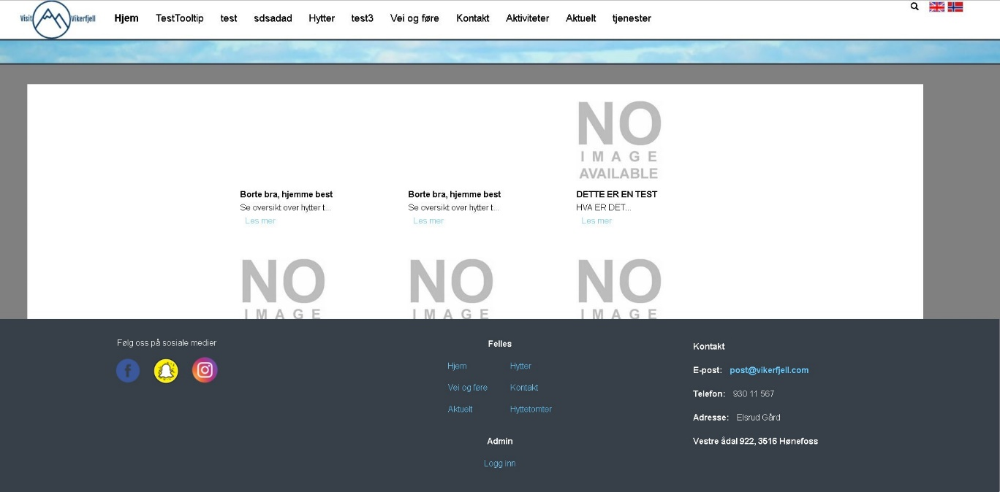 Visit Vikerfjell
Hjem TestTooltip test sdsadad Hytter test3 Vei og føre Kontakt Aktiviteter Aktuelt tjenester
NO
IMAGE
AVAILABLE
Borte bra, hjemme best Borte bra, hjemme best DETTE ER EN TEST
Se oversikt over hytter t... Se oversikt over hytter t... HVA ER DET...
Les mer Les mer Les mer
NO NO NO
IMAGE IMAGE IMAGE
Følg oss på sosiale medier
Felles
Hjem Hytter
Vei og føre Kontakt
Aktuelt Hyttetomter
Admin
Logg inn
Kontakt
E-post: post@vikerfjell.com
Telefon: 930 11 567
Adresse: Elsrud Gård
Vestre ådal 922, 3516 Hønefoss